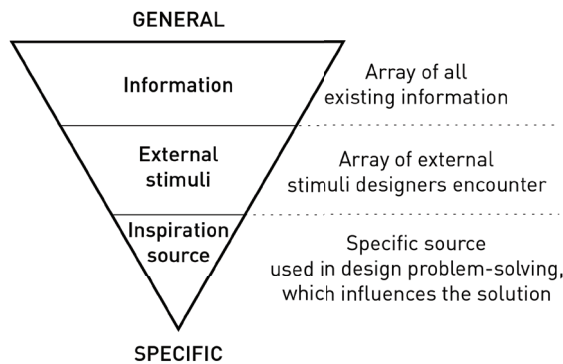 GENERAL
Information
Array of all
existing information
External
stimuli
Array of external
stimuli designers encounter
Inspiration
source
Specific source
used in design problem-solving,
which influences the solution
SPECIFIC